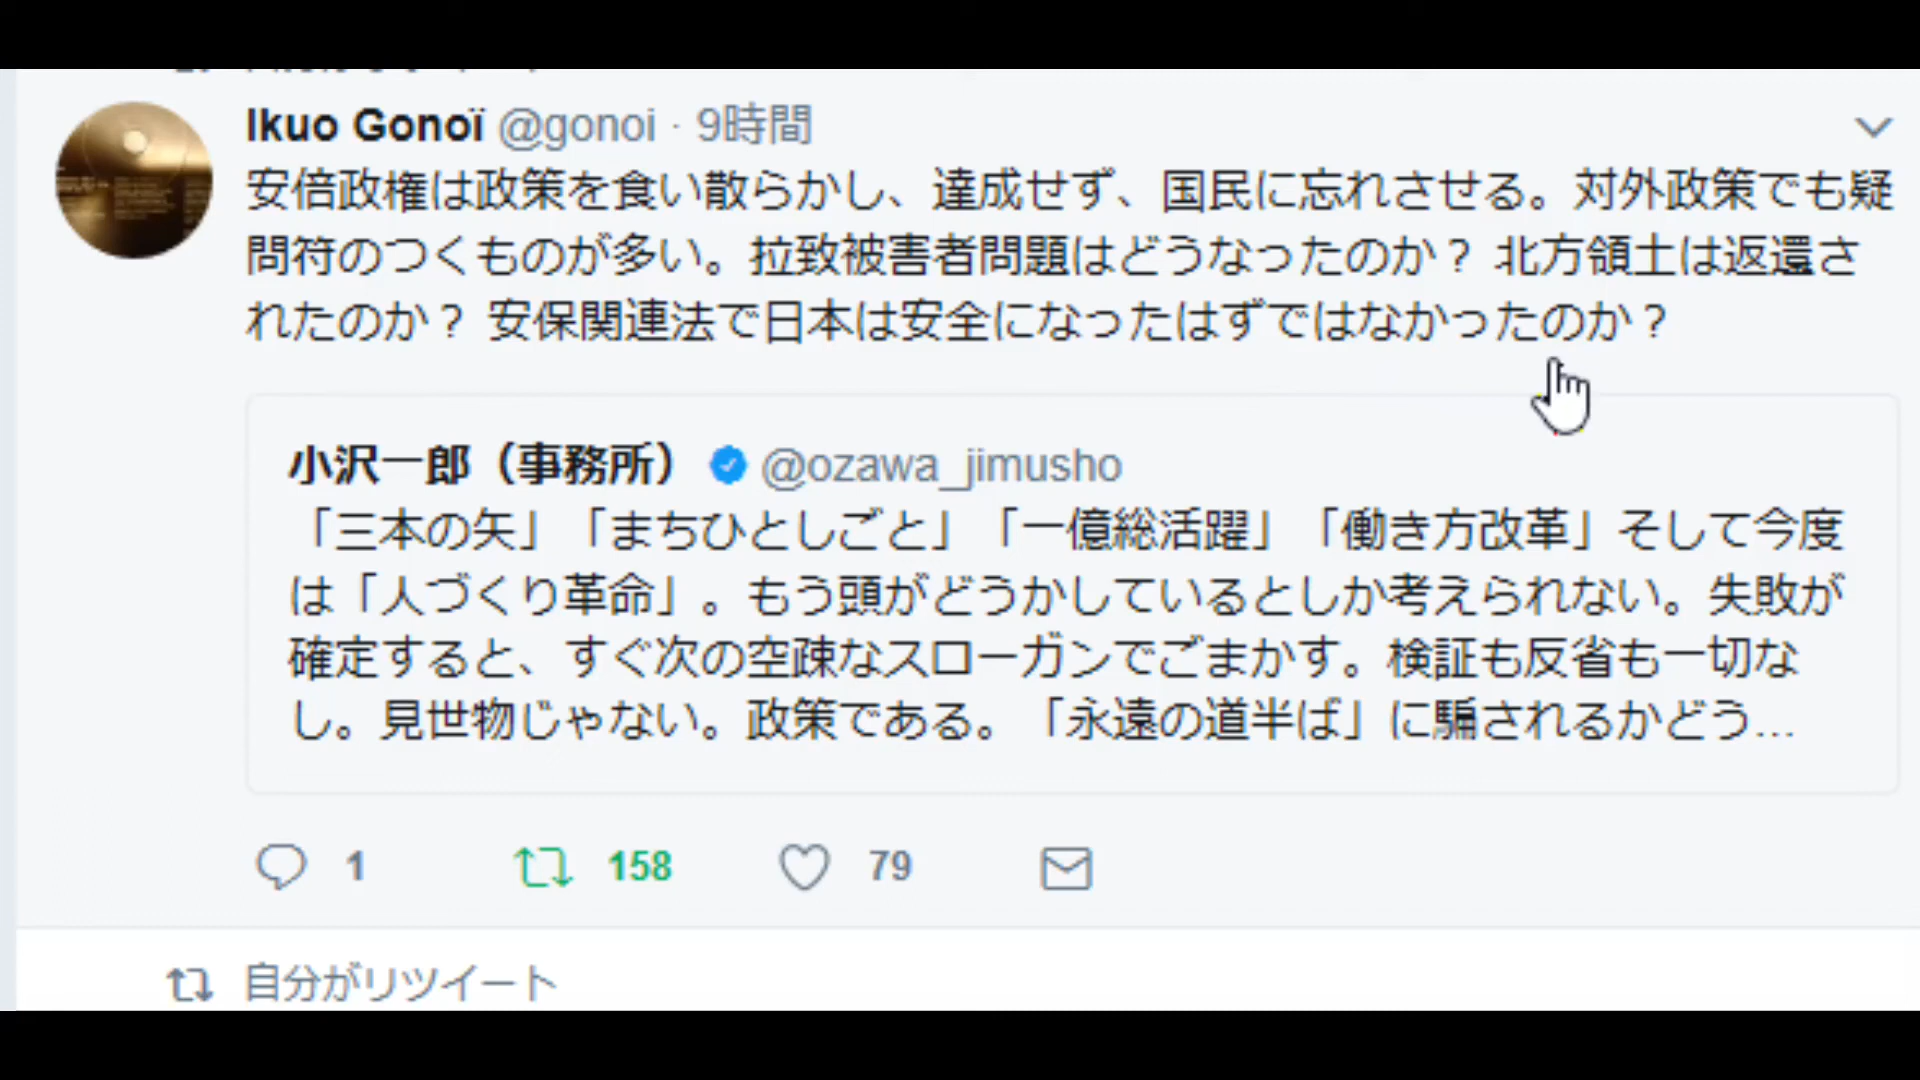 Ikuo Gonoï @gonoi · 9時間
安倍政権は政策を食い散らかし、達成せず、国民に忘れさせる。対外政策でも疑
問符のつくものが多い。拉致被害者問題はどうなったのか？ 北方領土は返還さ
れたのか？ 安保関連法で日本は安全になったはずではなかったのか？
小沢一郎（事務所） @ozawa_jimusho
「三本の矢」「まちひとしごと」「一億総活躍」「働き方改革」そして今度
は「人づくり革命」。もう頭がどうかしているとしか考えられない。失敗が
確定すると、すぐ次の空疎なスローガンでごまかす。検証も反省も一切な
し。見世物じゃない。政策である。「永遠の道半ば」に騙されるかどう...
1 158 79
自分がリツイート